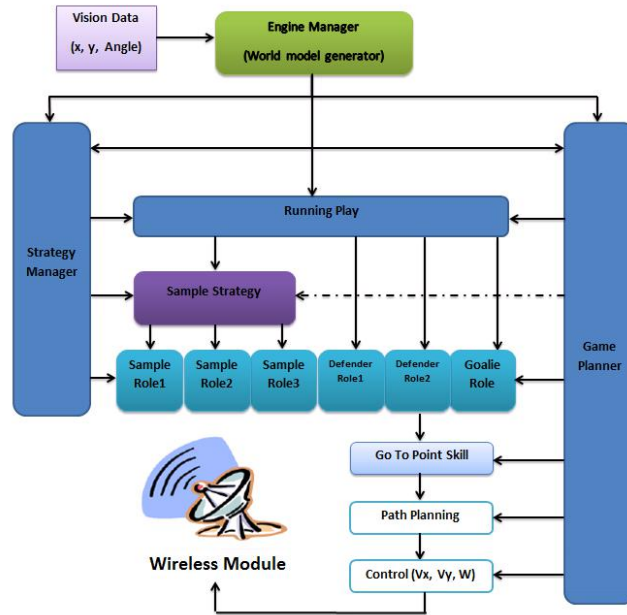 Vision Data
(x, y, Angle)
Engine Manager
(World model generator)
Running Play
Strategy
Manager
Sample Strategy
Game
Planner
Sample
Role1
Sample
Role2
Sample
Role3
Defender
Role1
Defender
Role2
Goalie
Role
Go To Point Skill
Path Planning
Wireless Module
Control (Vx, Vy, W)